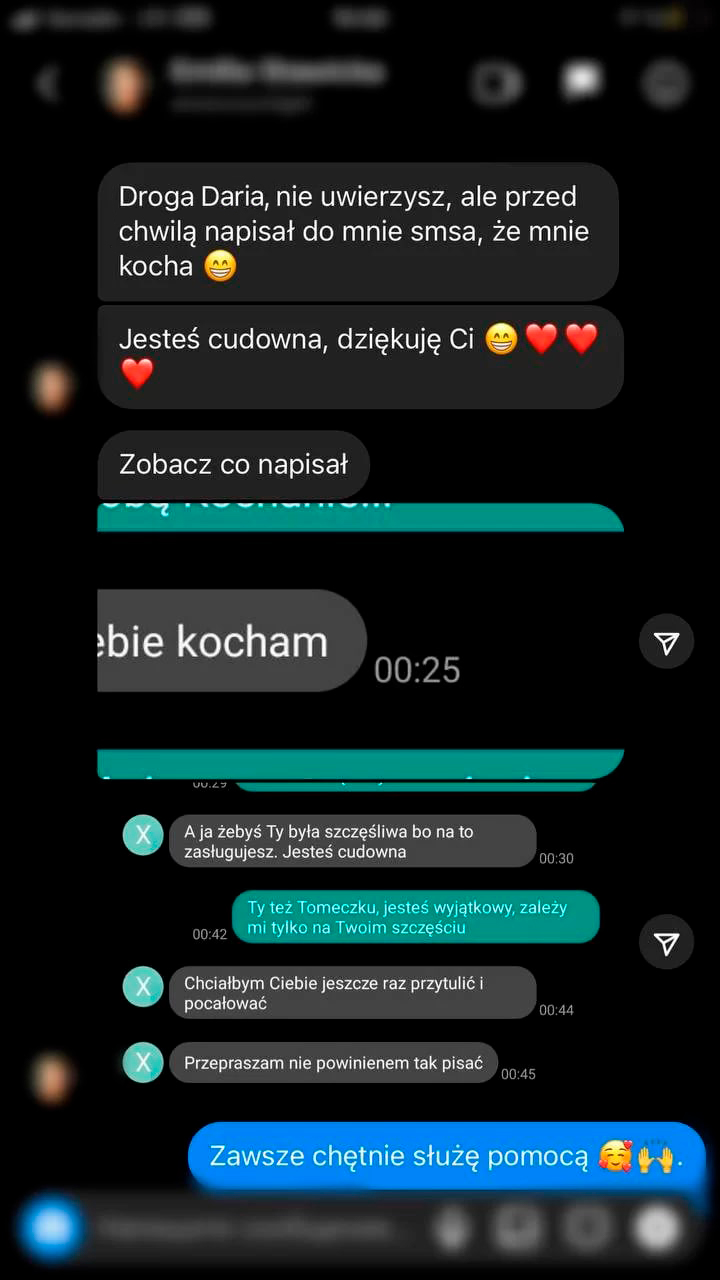 Droga Daria, nie uwierzysz, ale przed
chwilą napisał do mnie smsa, że mnie
kocha 😁
Jesteś cudowna, dziękuję Ci 😁❤️❤️
❤️
Zobacz co napisał
ebie kocham
00:25
00:29
X
A ja żebyś Ty była szczęśliwa bo na to
zasługujesz. Jesteś cudowna
00:30
Ty też Tomeczku, jesteś wyjątkowy, zależy
mi tylko na Twoim szczęściu
00:42
X
Chciałbym Ciebie jeszcze raz przytulić i
pocałować
00:44
X
Przepraszam nie powinienem tak pisać
00:45
Zawsze chętnie służę pomocą 🥰🙌.